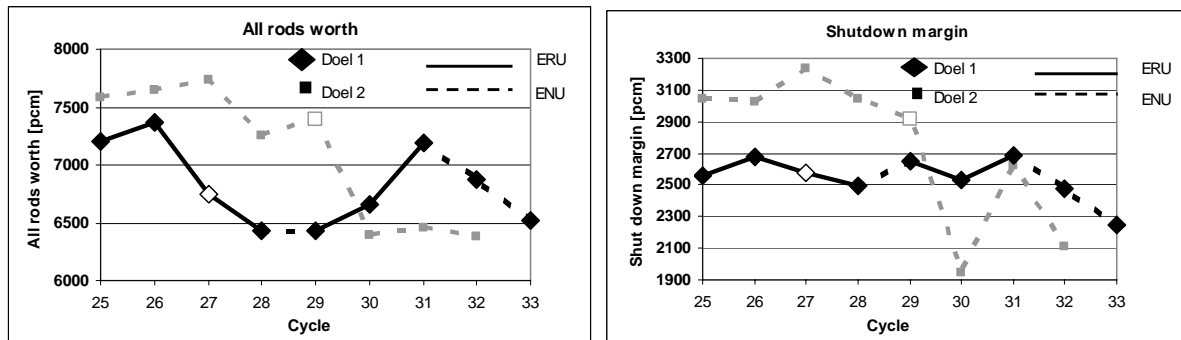 All rods worth
Doel 1
ERU
Doel 2
ENU
All rods worth [pcm]
8000
7500
7000
6500
6000
25 26 27 28 29 30 31 32 33
Cycle
Shutdown margin
Doel 1
ERU
Doel 2
ENU
Shut down margin [pcm]
3300
3100
2900
2700
2500
2300
2100
1900
25 26 27 28 29 30 31 32 33
Cycle